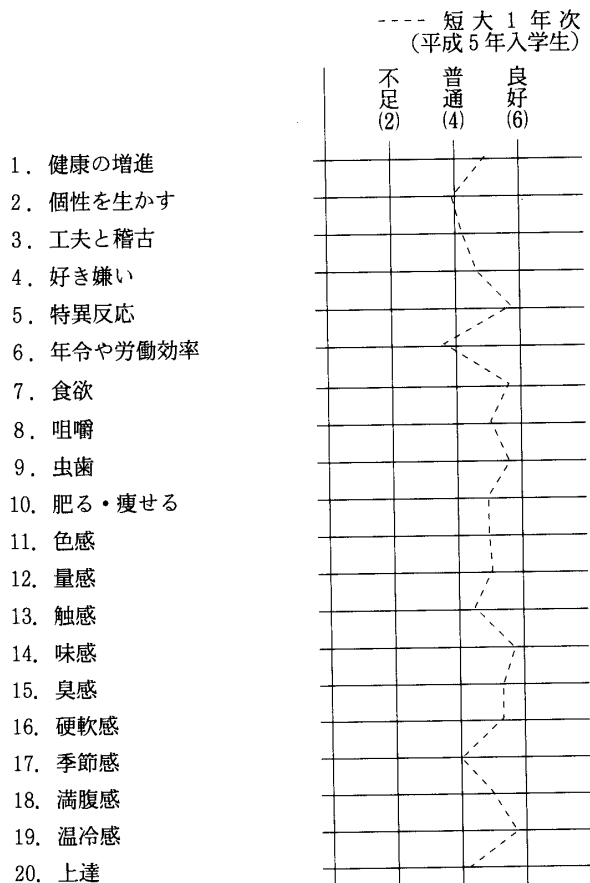 ---- 短大1年次
(平成5年入学生)
不足(2)
普通(4)
良好(6)
1. 健康の増進
2. 個性を生かす
3. 工夫と稽古
4. 好き嫌い
5. 特異反応
6. 年令や労働効率
7. 食欲
8. 咀嚼
9. 虫歯
10. 肥る・痩せる
11. 色感
12. 量感
13. 触感
14. 味感
15. 臭感
16. 硬軟感
17. 季節感
18. 満腹感
19. 温冷感
20. 上達